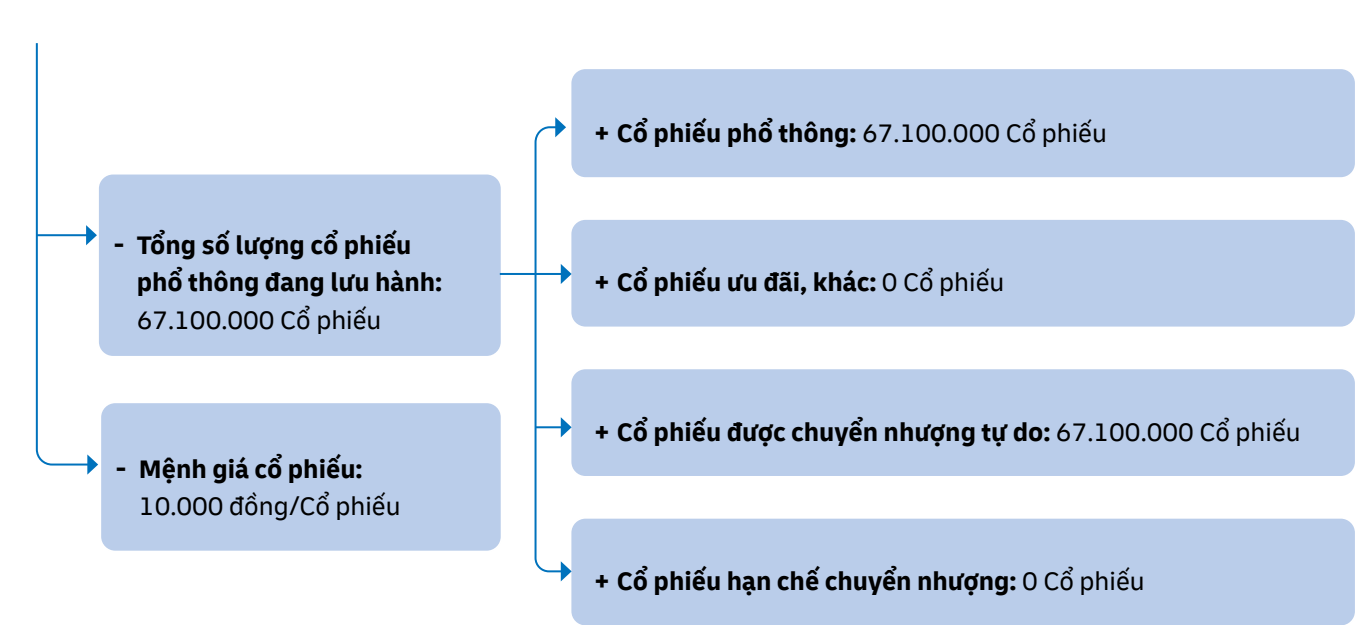 - Tổng số lượng cổ phiếu
phổ thông đang lưu hành:
67.100.000 Cổ phiếu
- Mệnh giá cổ phiếu:
10.000 đồng/Cổ phiếu
+ Cổ phiếu phổ thông: 67.100.000 Cổ phiếu
+ Cổ phiếu ưu đãi, khác: 0 Cổ phiếu
+ Cổ phiếu được chuyển nhượng tự do: 67.100.000 Cổ phiếu
+ Cổ phiếu hạn chế chuyển nhượng: 0 Cổ phiếu